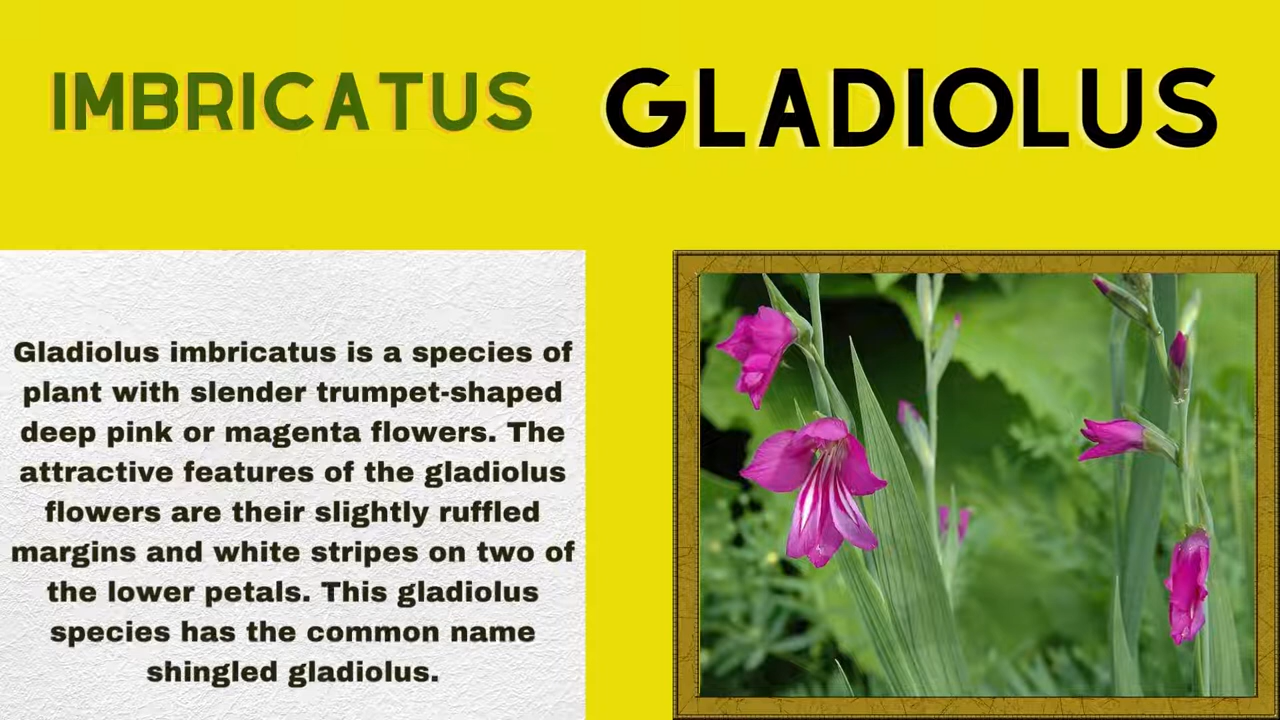 IMBRICATUS GLADIOLUS
Gladiolus imbricatus is a species of
plant with slender trumpet-shaped
deep pink or magenta flowers. The
attractive features of the gladiolus
flowers are their slightly ruffled
margins and white stripes on two of
the lower petals. This gladiolus
species has the common name
shingled gladiolus.